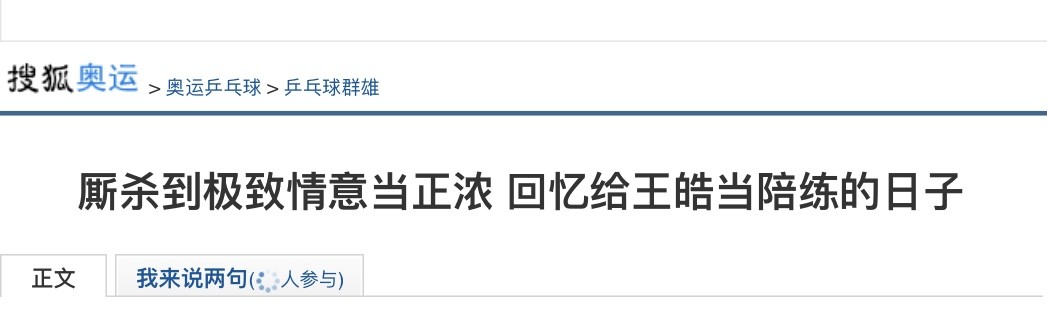 搜狐奥运 > 奥运乒乓球 > 乒乓球群雄
厮杀到极致情意当正浓 回忆给王皓当陪练的日子
正文 我来说两句(人参与)